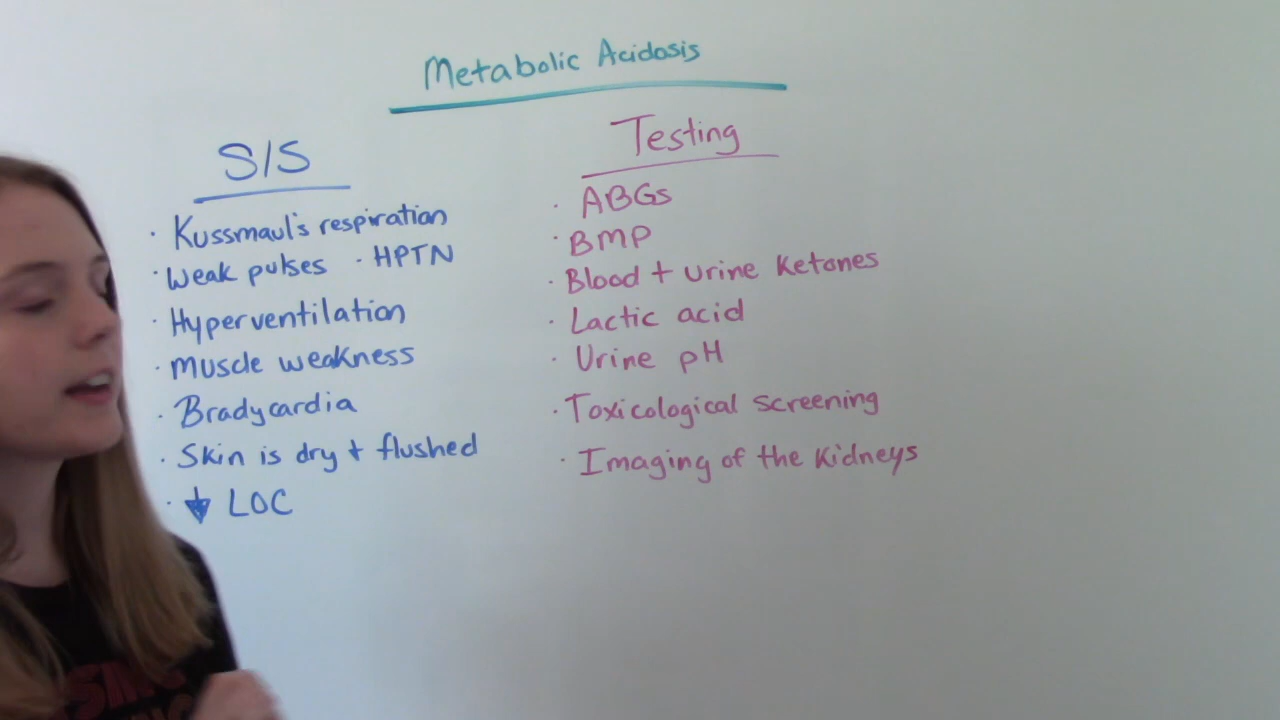 Metabolic Acidosis
S/S
· Kussmaul's respiration
· Weak pulses · HPTN
· Hyperventilation
· Muscle weakness
· Bradycardia
· Skin is dry + flushed
· ↓ LOC
Testing
· ABGs
· BMP
· Blood + Urine Ketones
· Lactic acid
· Urine pH
· Toxicological screening
· Imaging of the Kidneys